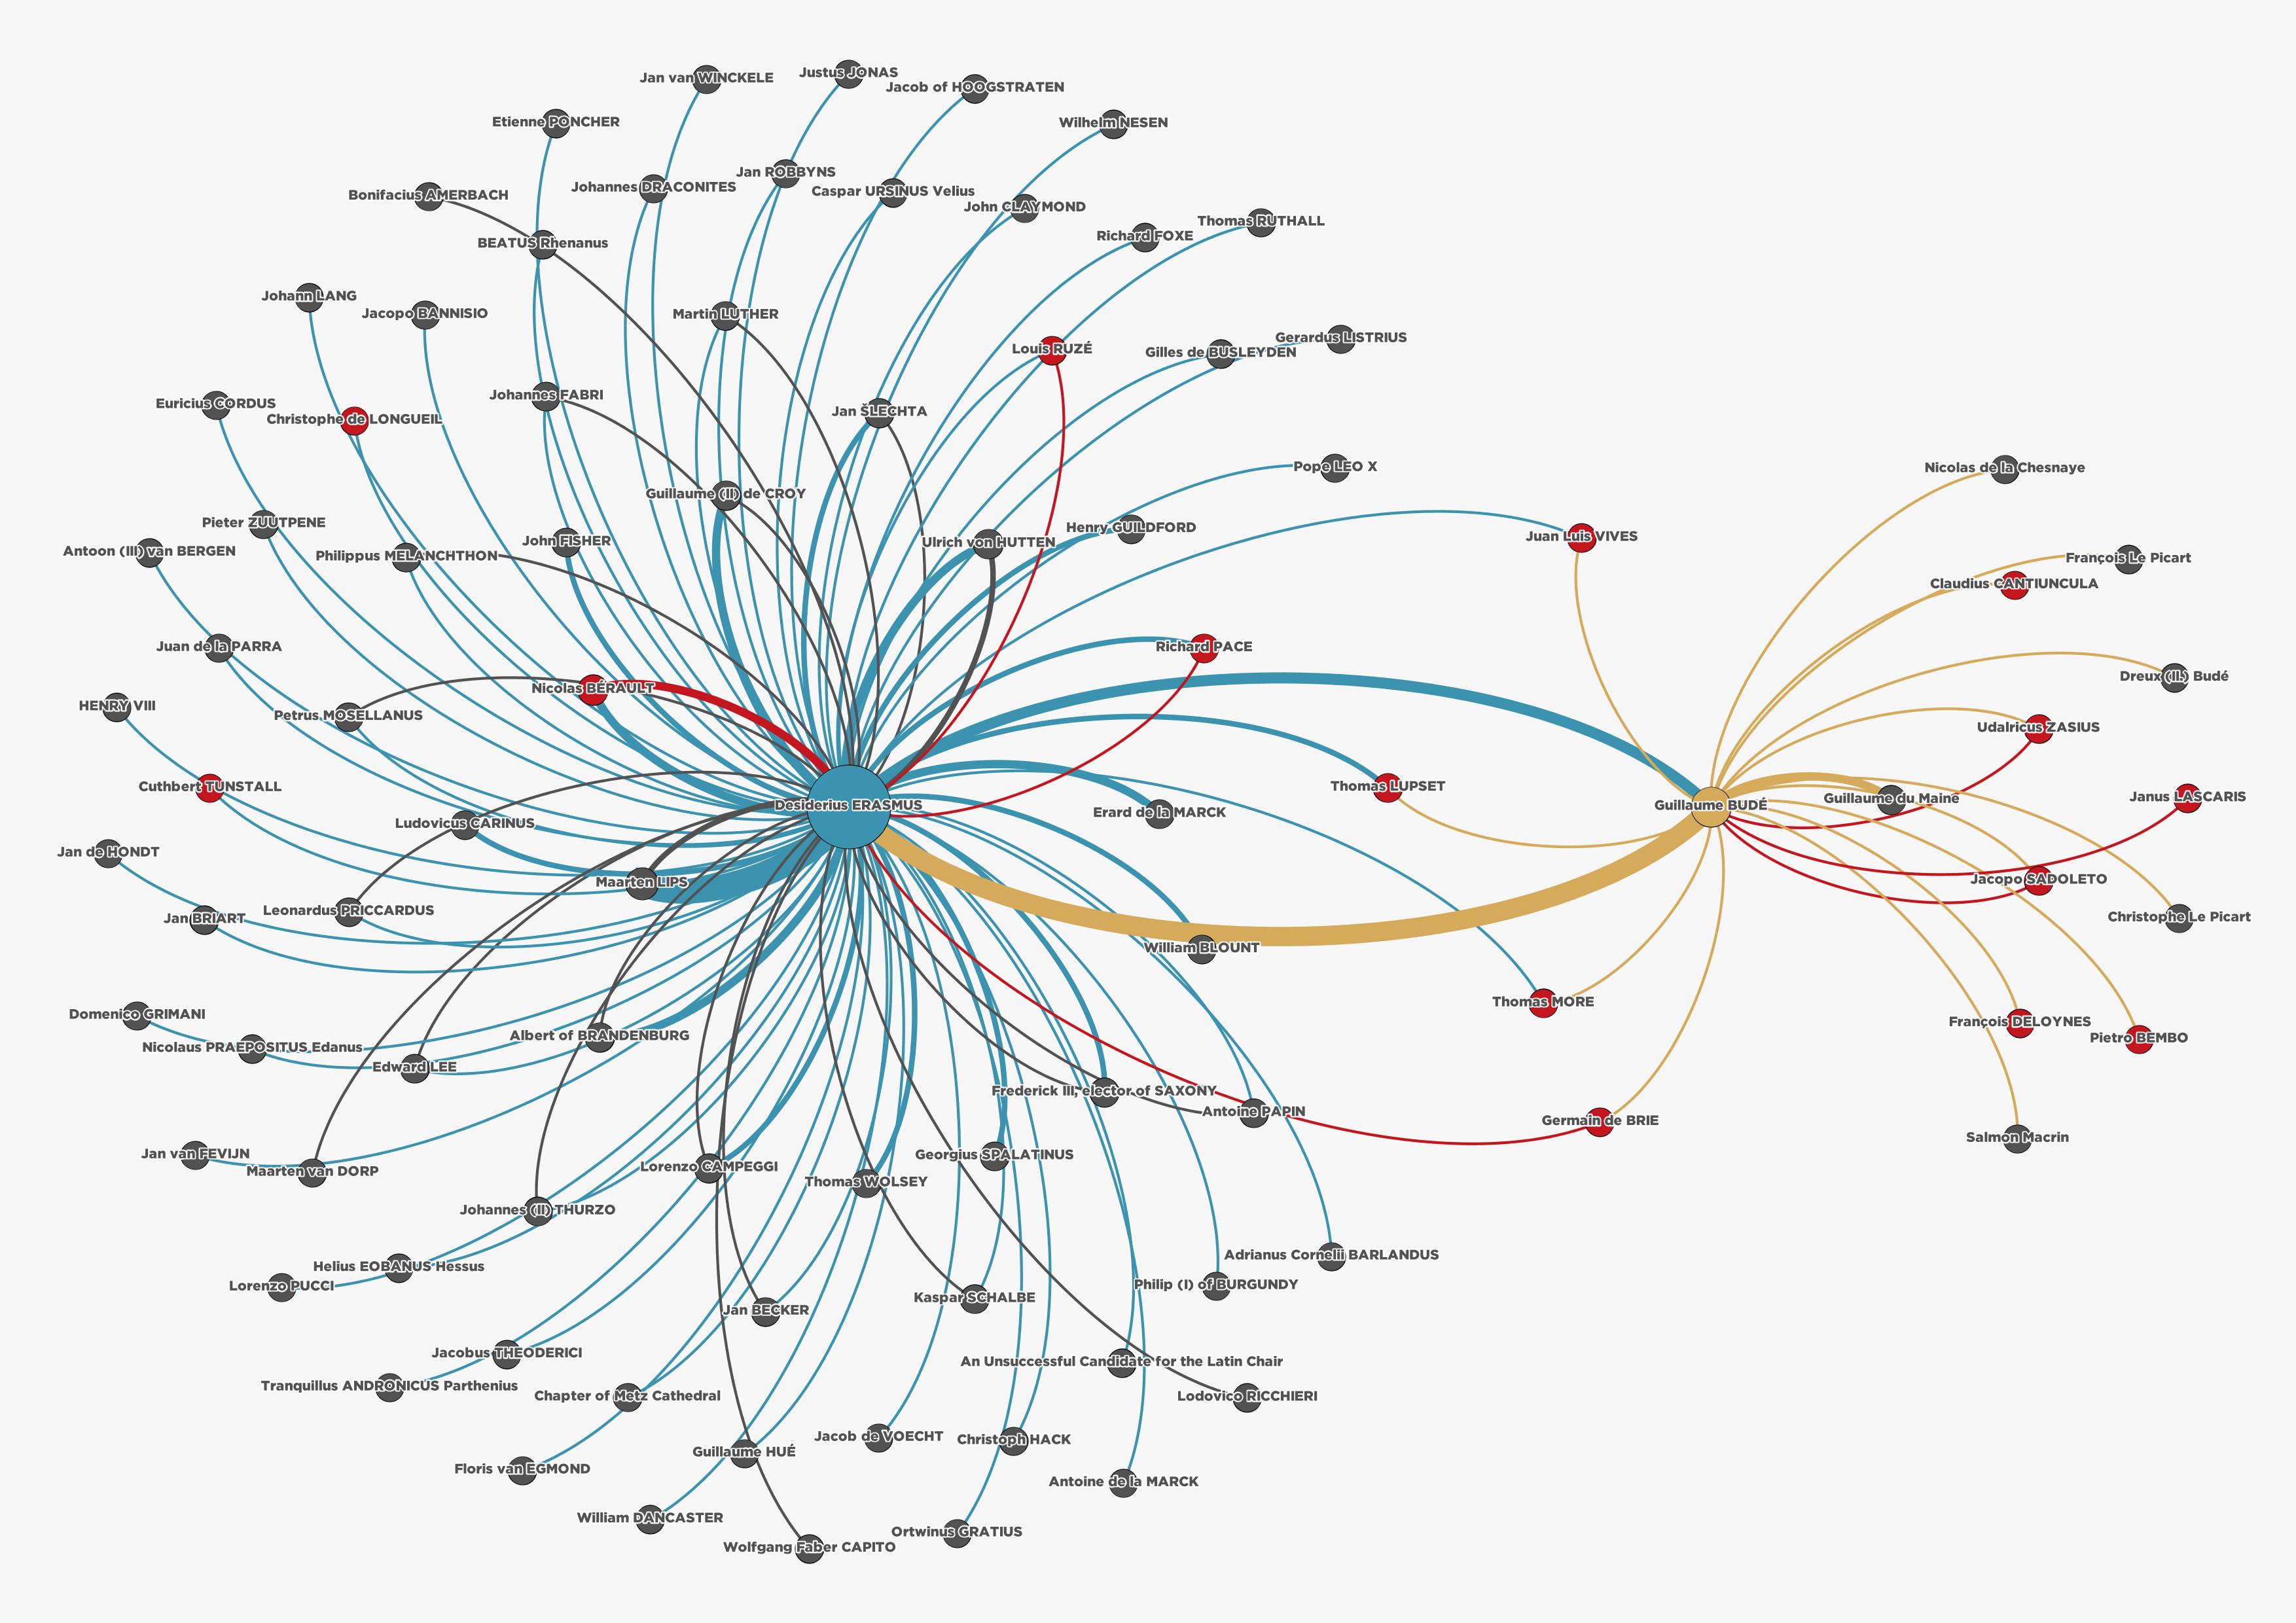 Justus JONAS
Jan van WINCKELE
Jacob of HOOGSTRATEN
Etienne PONCHER
Wilhelm NESEN
Jan ROBBYNS
Johannes DRACONITES
Caspar URSINUS Velius
Bonifacius AMERBACH
John CLAYMOND
Thomas RUTHALL
Richard FOXE
BEATUS Rhenanus
Johann LANG
Jacopo BANNISIO
Martin LUTHER
Gerardus LISTRIUS
Louis RUZÉ
Gilles de BUSLEYDEN
Johannes FABRI
Euricius CORDUS
Jan ŠLECHTA
Christophe de LONGUEIL
Pope LEO X
Nicolas de la Chesnaye
Guillaume (II) de CROY
Pieter ZUUTPENE
Henry GUILDFORD
Juan Luis VIVES
John FISHER
Ulrich von HUTTEN
Antoon (III) van BERGEN
Philippus MELANCHTHON
François Le Picart
Claudius CANTIUNCULA
Juan de la PARRA
Richard PACE
Dreux (II.) Budé
Nicolas BÉRAULT
HENRY VIII
Petrus MOSELLANUS
Udalricus ZASIUS
Cuthbert TUNSTALL
Thomas LUPSET
Janus LASCARIS
Guillaume du Maine
Desiderius ERASMUS
Guillaume BUDÉ
Erard de la MARCK
Ludovicus CARINUS
Jan de HONDT
Jacopo SADOLETO
Maarten LIPS
Leonardus PRICCARDUS
Christophe Le Picart
Jan BRIART
William BLOUNT
Thomas MORE
Domenico GRIMANI
François DELOYNES
Albert of BRANDENBURG
Pietro BEMBO
Nicolaus PRAEPOSITUS Edanus
Edward LEE
Frederick III, elector of SAXONY
Antoine PAPIN
Germain de BRIE
Salmon Macrin
Jan van FEVIJN
Georgius SPALATINUS
Lorenzo CAMPEGGI
Maarten van DORP
Thomas WOLSEY
Johannes (II) THURZO
Adrianus Cornelii BARLANDUS
Helius EOBANUS Hessus
Philip (I) of BURGUNDY
Lorenzo PUCCI
Kaspar SCHALBE
Jan BECKER
Jacobus THEODERICI
An Unsuccessful Candidate for the Latin Chair
Tranquillus ANDRONICUS Parthenius
Chapter of Metz Cathedral
Lodovico RICCHIERI
Jacob de VOECHT
Christoph HACK
Guillaume HUÉ
Floris van EGMOND
Antoine de la MARCK
William DANCASTER
Ortwinus GRATIUS
Wolfgang Faber CAPITO